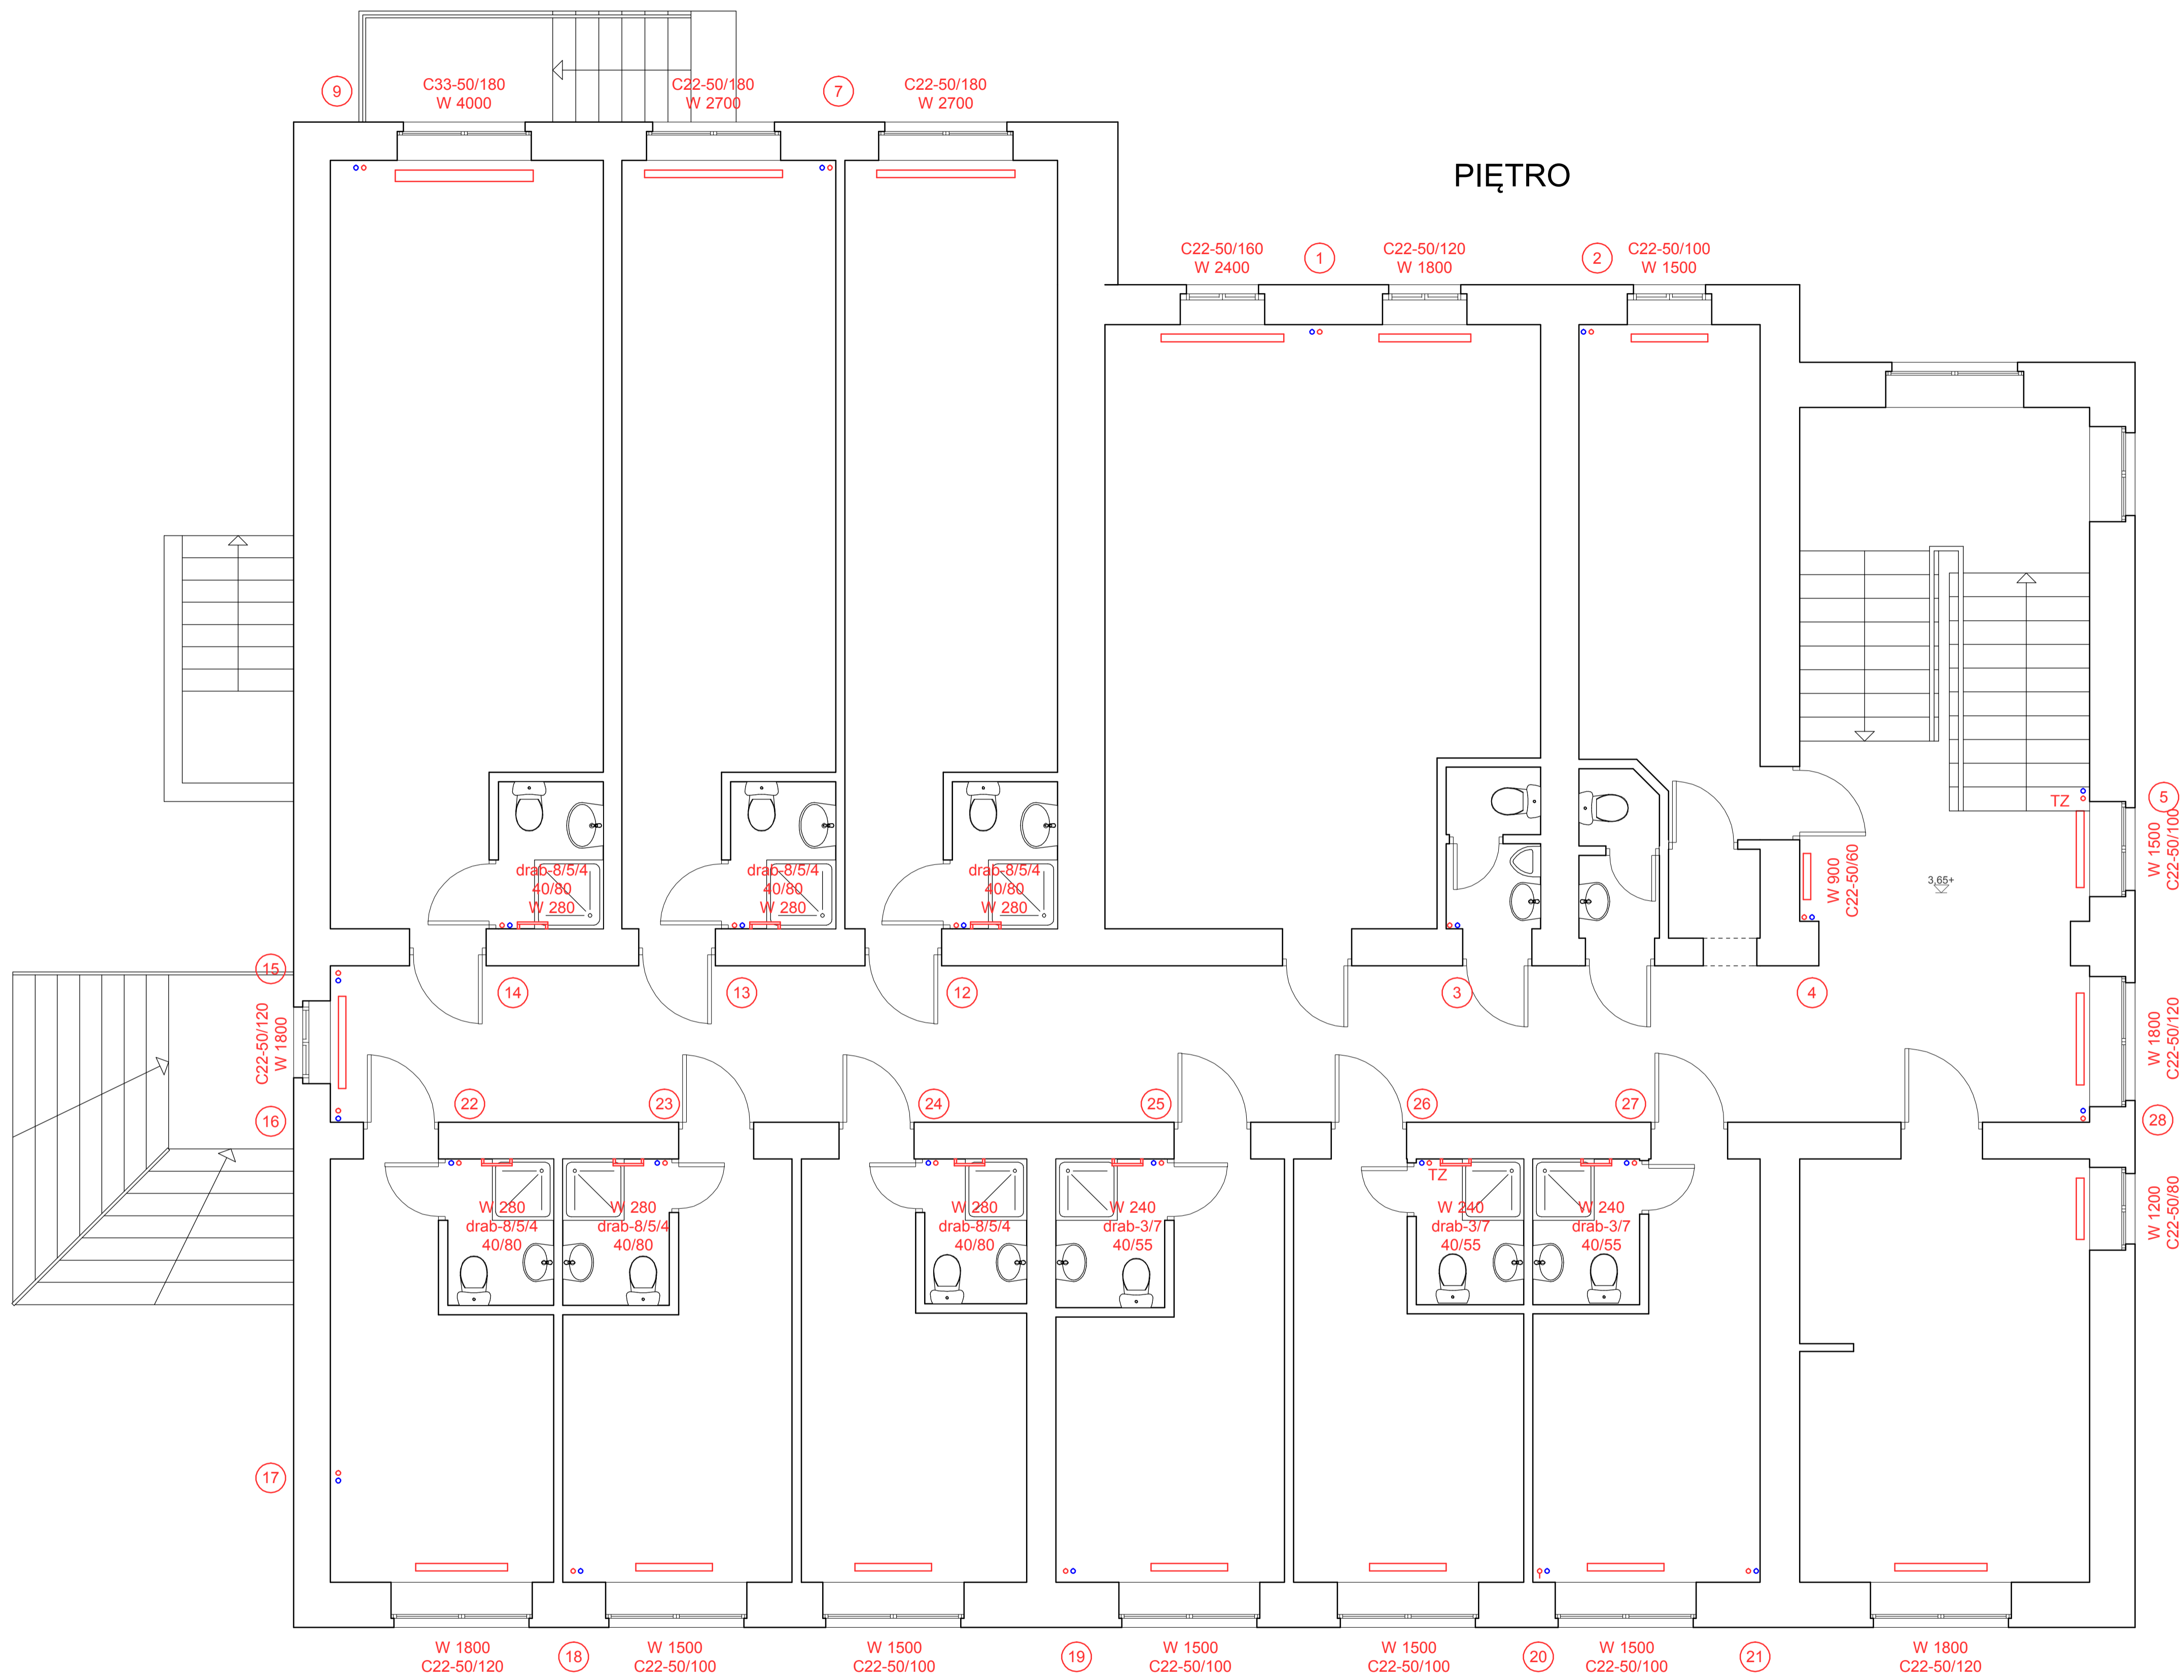 9
C33-50/180
W 4000
C22-50/180
W 2700
7
C22-50/180
W 2700
PIĘTRO
C22-50/160
W 2400
1
C22-50/120
W 1800
2
C22-50/100
W 1500
TZ
5
W 1500
C22-50/100
W 900
C22-50/60
3,65+
drab-8/5/4
40/80
W 280
drab-8/5/4
40/80
W 280
drab-8/5/4
40/80
W 280
15
14
13
12
3
4
C22-50/120
W 1800
W 1800
C22-50/120
16
22
23
24
25
26
27
28
TZ
W 280
drab-8/5/4
40/80
W 280
drab-8/5/4
40/80
W 280
drab-8/5/4
40/80
W 240
drab-3/7
40/55
W 240
drab-3/7
40/55
W 240
drab-3/7
40/55
W 1200
C22-50/80
17
W 1800
C22-50/120
18
W 1500
C22-50/100
W 1500
C22-50/100
19
W 1500
C22-50/100
W 1500
C22-50/100
20
W 1500
C22-50/100
21
W 1800
C22-50/120